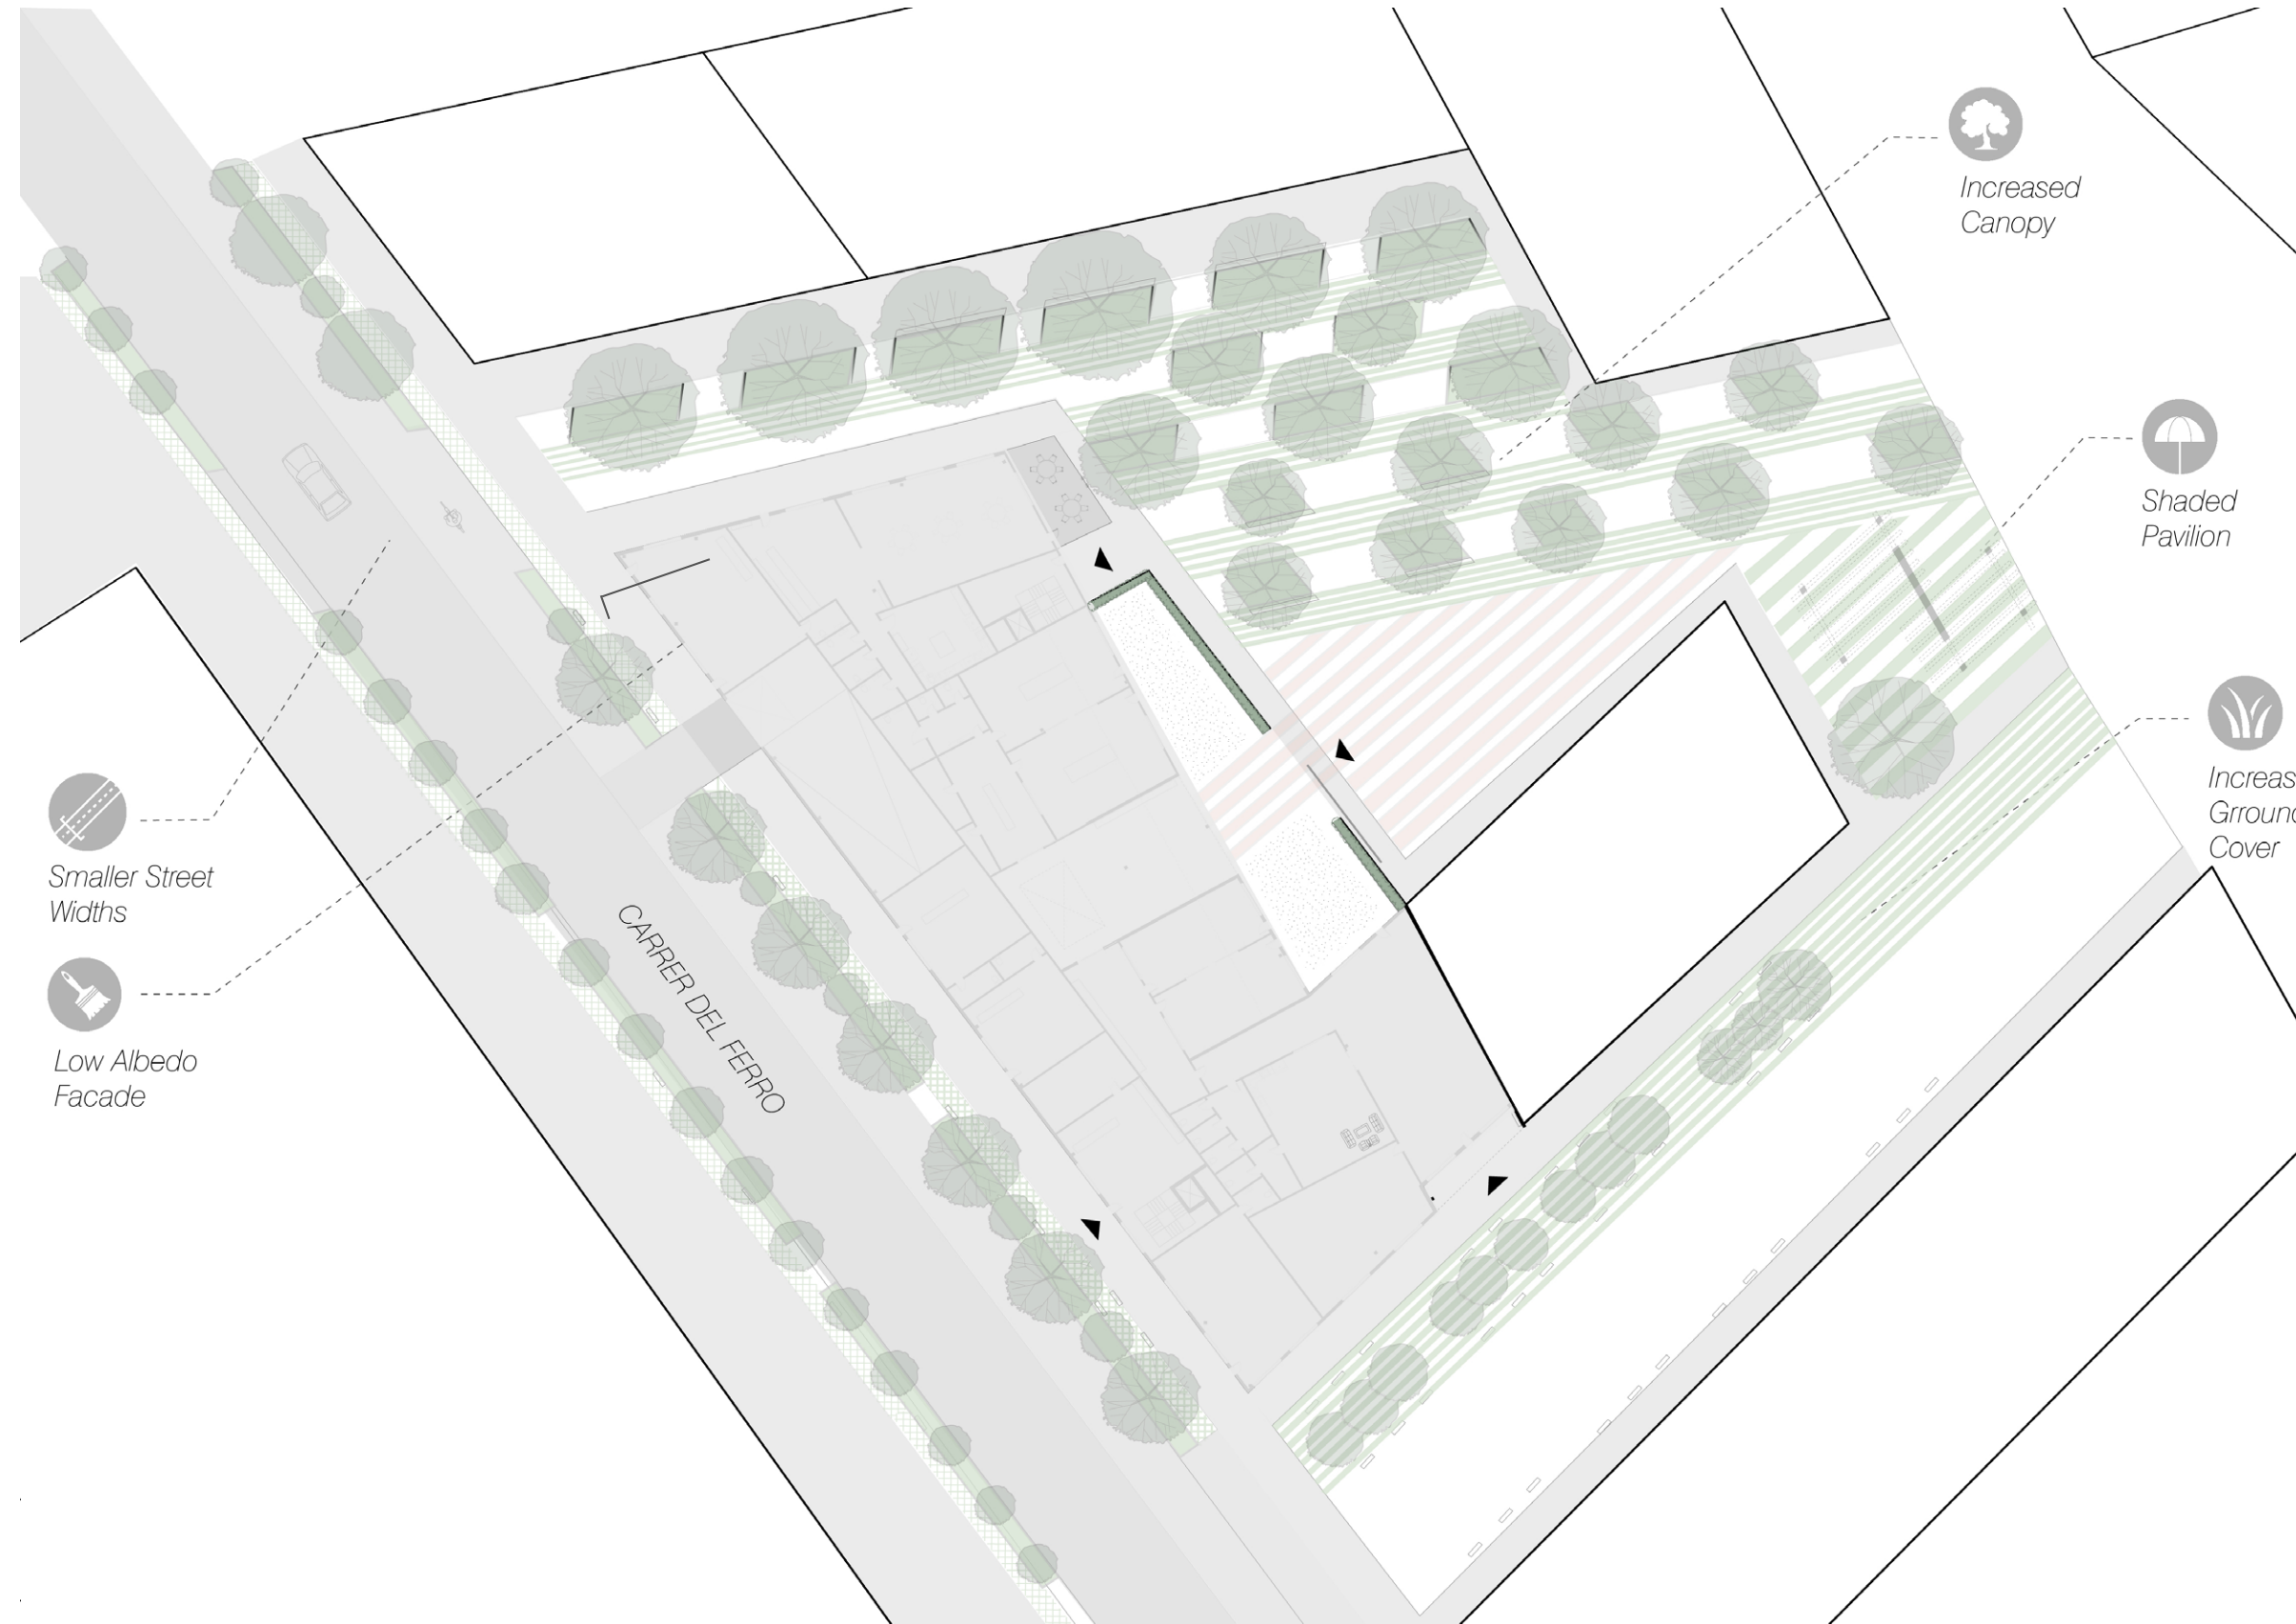 Increased
Canopy
Shaded
Pavilion
Increas
Grround
Cover
Smaller Street
Widths
Low Albedo
Facade
CARRER DEL FERRO